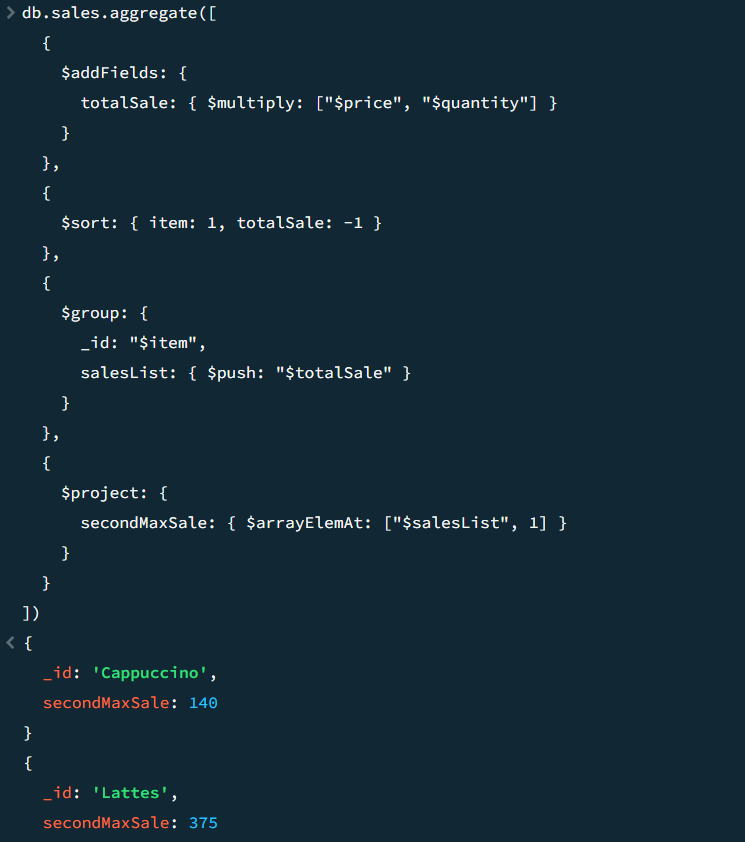 db.sales.aggregate([
  {
    $addFields: {
      totalSale: { $multiply: ["$price", "$quantity"] }
    }
  },
  {
    $sort: { item: 1, totalSale: -1 }
  },
  {
    $group: {
      _id: "$item",
      salesList: { $push: "$totalSale" }
    }
  },
  {
    $project: {
      secondMaxSale: { $arrayElemAt: ["$salesList", 1] }
    }
  }
])
{
  _id: 'Cappuccino',
  secondMaxSale: 140
}
{
  _id: 'Lattes',
  secondMaxSale: 375